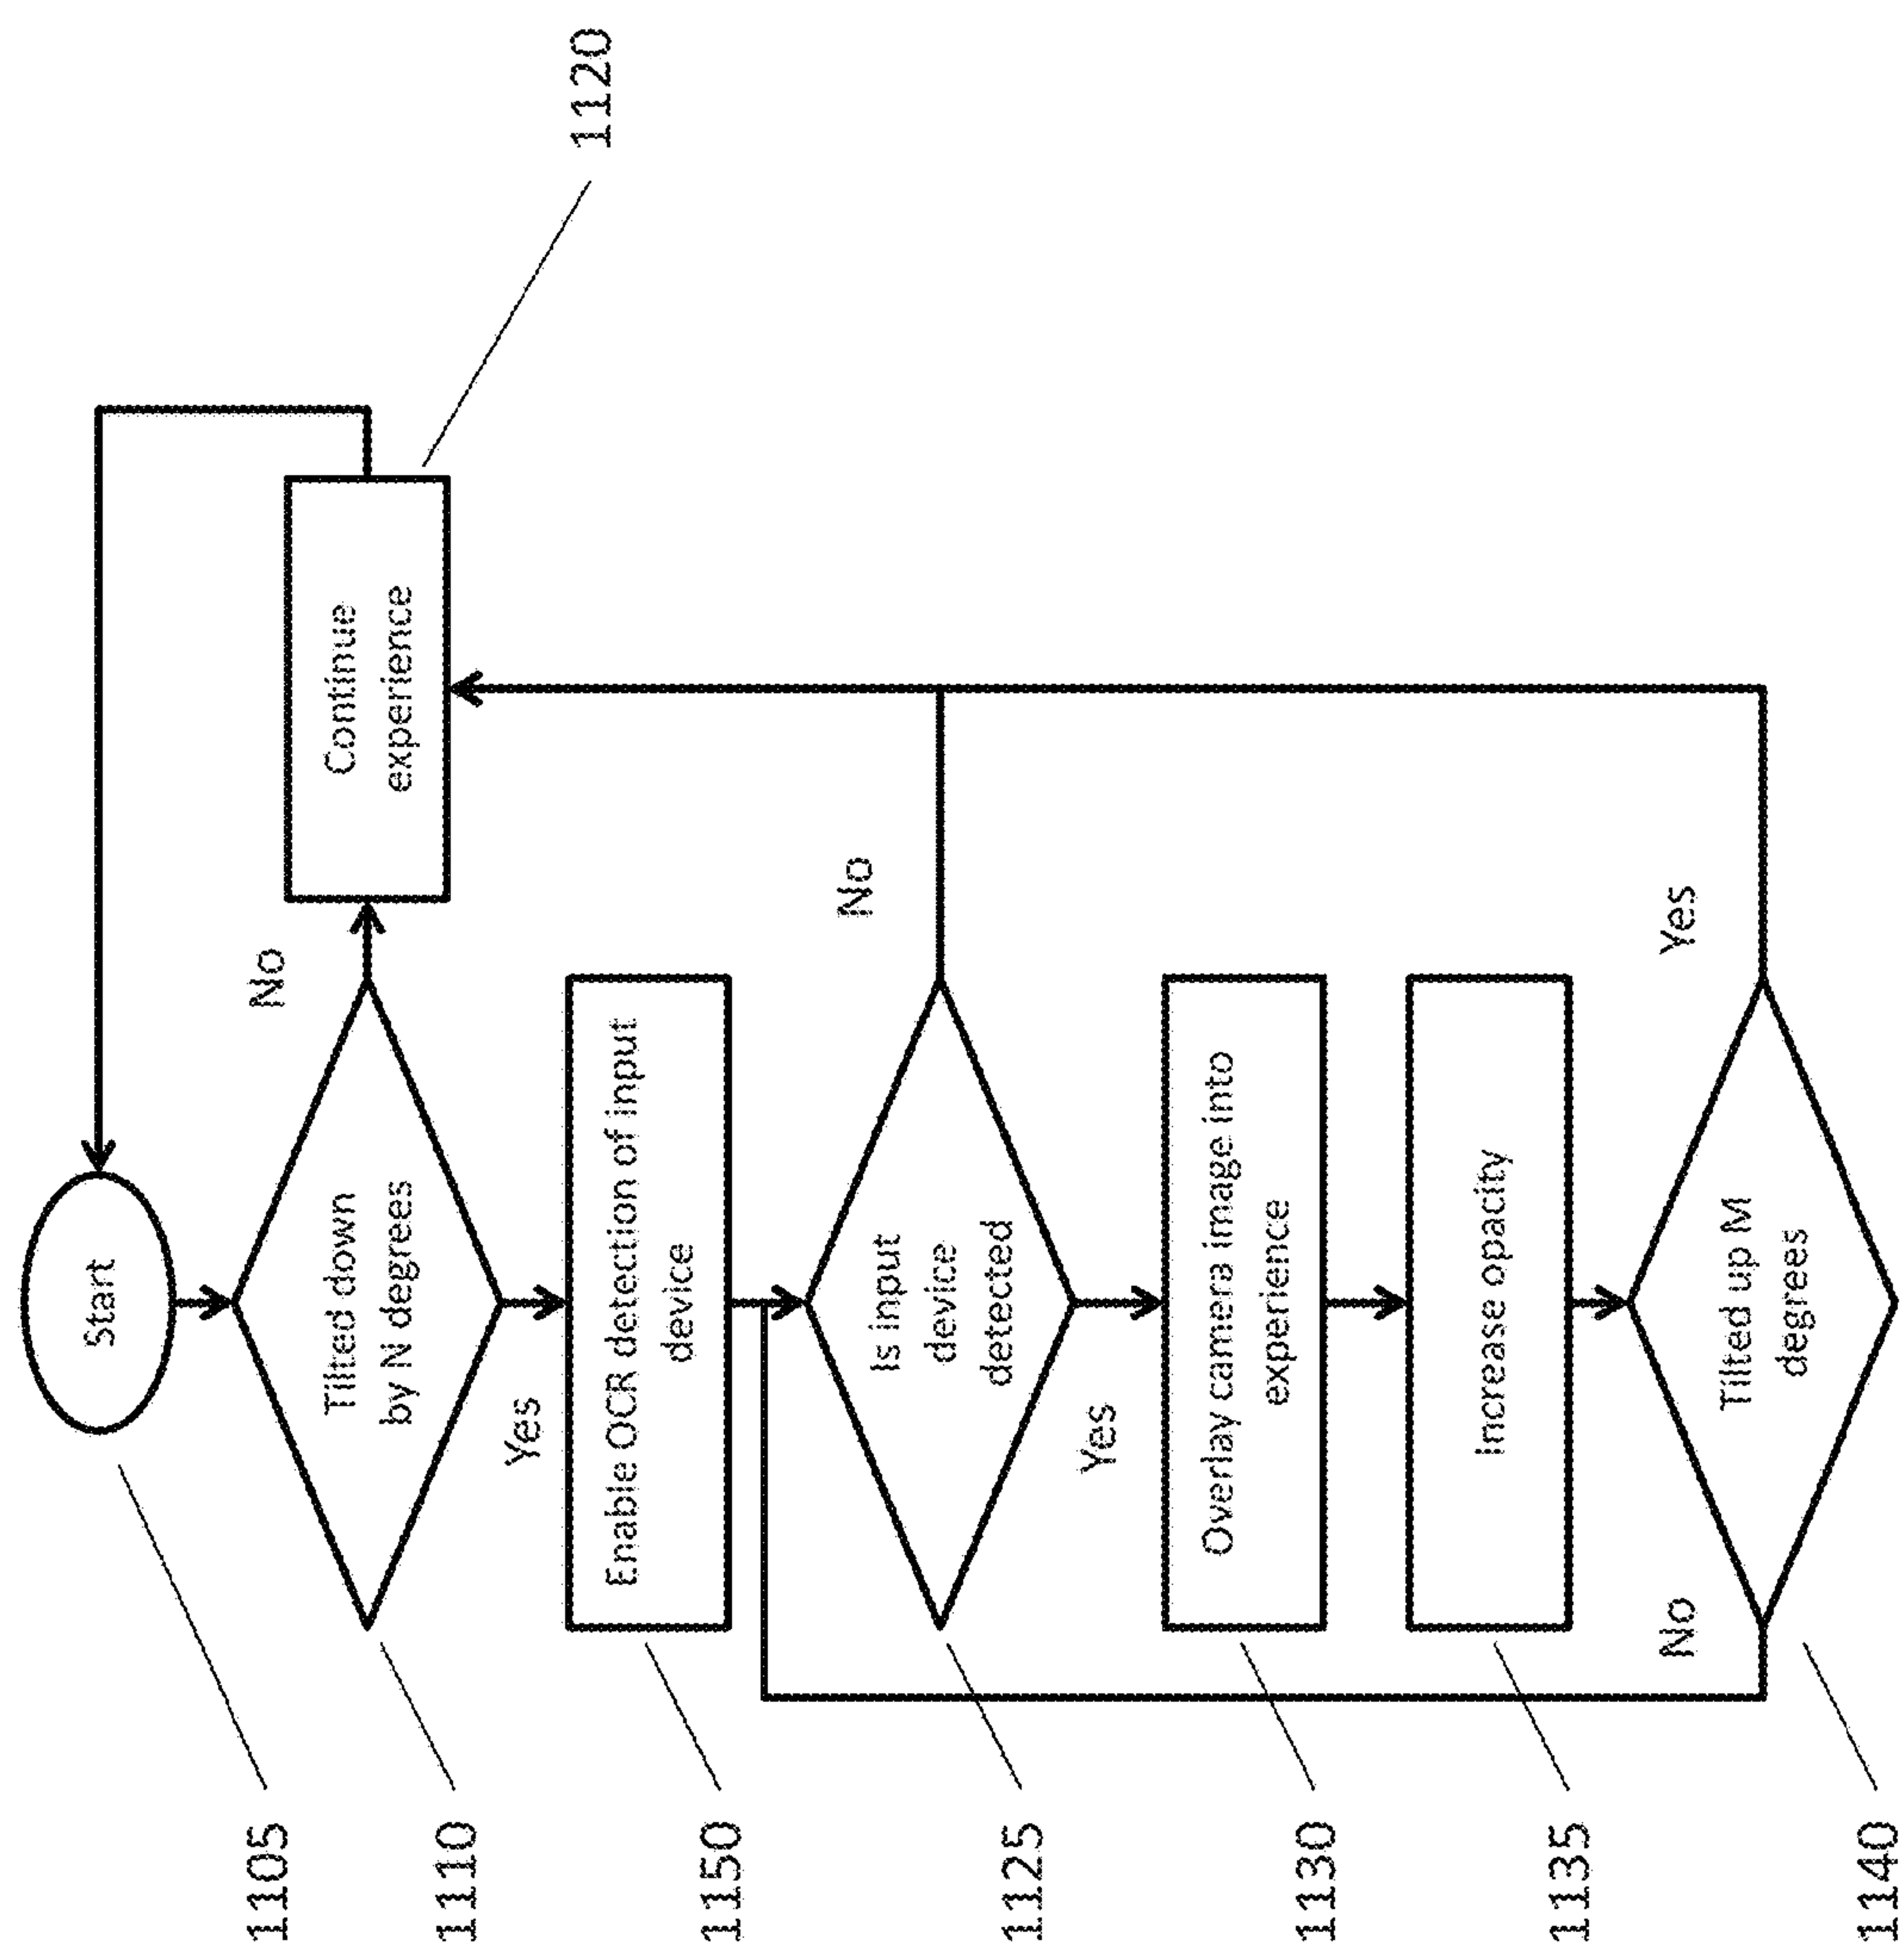 1105
Start
1110
Tilted down
by N degrees
No
Continue
experience
1120
Yes
1150
Enable OCR detection of input
device
1125
Is input
device
detected
No
Yes
1130
Overlay camera image into
experience
1135
Increase opacity
1140
No
Tilted up M
degrees
Yes